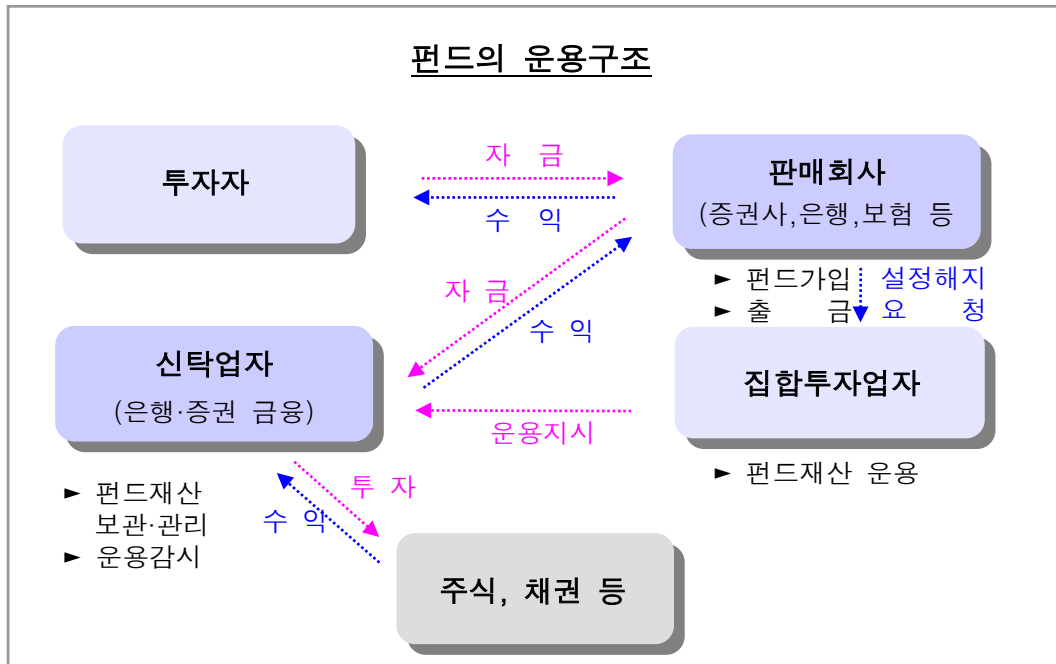 펀드의 운용구조
투자자
자 금
수 익
판매회사
(증권사,은행,보험 등
► 펀드가입
► 출 금
설정해지
요 청
자 금
수 익
신탁업자
(은행·증권 금융)
집합투자업자
운용지시
► 펀드재산 운용
► 펀드재산
보관·관리
► 운용감시
투 자
수 익
주식, 채권 등